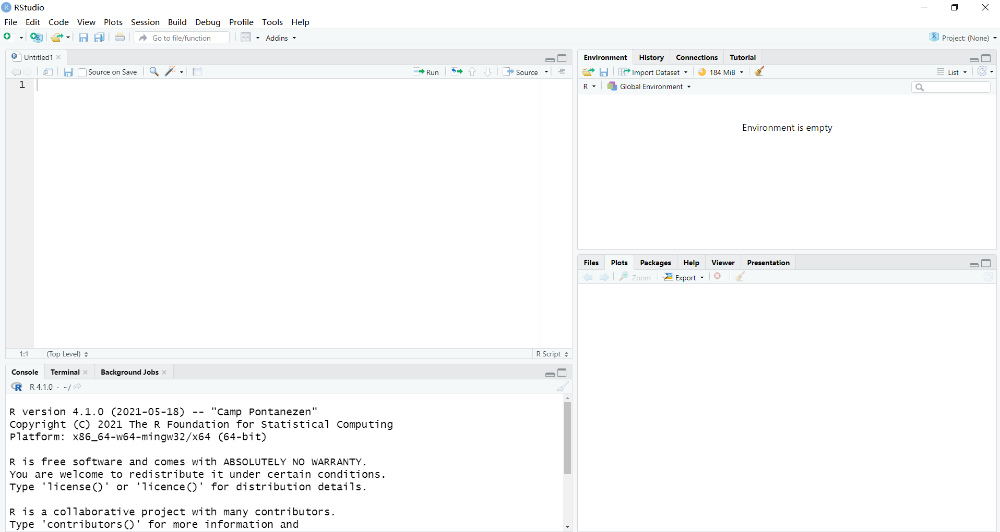 RStudio
File Edit Code View Plots Session Build Debug Profile Tools Help
Go to file/function Addins Project: (None)
Untitled1
Source on Save Run Source
1
1:1 (Top Level) R Script
Console Terminal Background Jobs
R 4.1.0 · ~/
R version 4.1.0 (2021-05-18) -- "Camp Pontanezen"
Copyright (C) 2021 The R Foundation for Statistical Computing
Platform: x86_64-w64-mingw32/x64 (64-bit)
R is free software and comes with ABSOLUTELY NO WARRANTY.
You are welcome to redistribute it under certain conditions.
Type 'license()' or 'licence()' for distribution details.
R is a collaborative project with many contributors.
Type 'contributors()' for more information and
Environment History Connections Tutorial
Import Dataset 184 MiB List
R Global Environment
Environment is empty
Files Plots Packages Help Viewer Presentation
Zoom Export